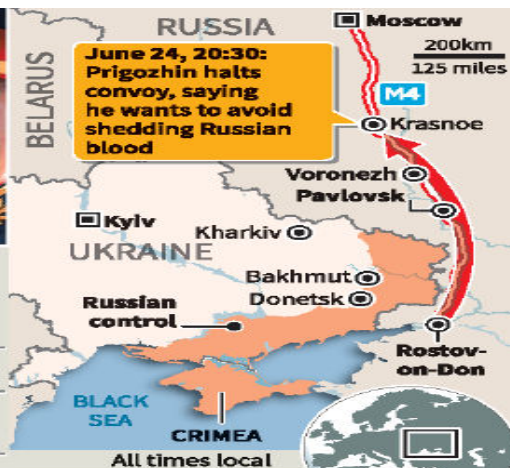 RUSSIA
Moscow
200km
125 miles
June 24, 20:30:
Prigozhin halts
convoy, saying
he wants to avoid
shedding Russian
blood
BELARUS
M4
Krasnoe
Voronezh
Pavlovsk
Kyiv
Kharkiv
UKRAINE
Bakhmut
Donetsk
Russian
control
Rostov-
on-Don
BLACK
SEA
CRIMEA
All times local